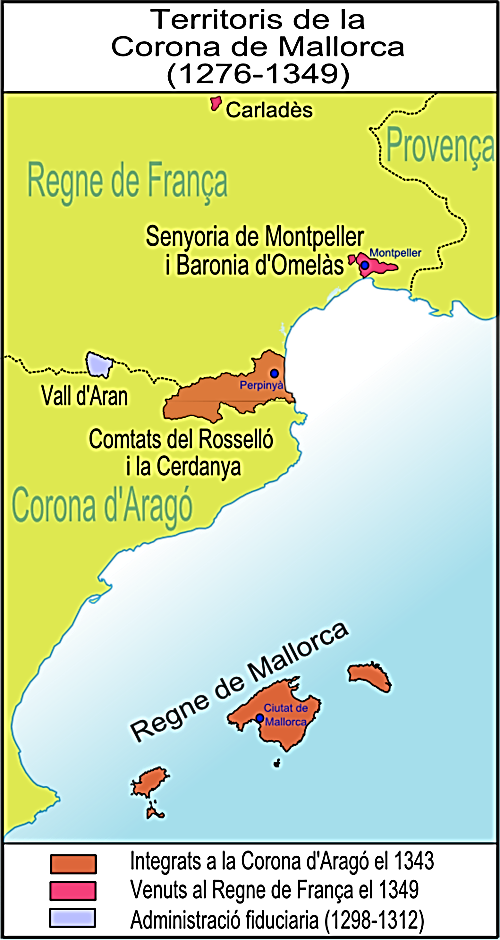 Territoris de la
Corona de Mallorca
(1276-1349)
Carladès
Provença
Regne de França
Senyoria de Montpeller
i Baronia d'Omelàs
Montpeller
Vall d'Aran
Perpinyà
Comtats del Rosselló
i la Cerdanya
Corona d'Aragó
Regne de Mallorca
Ciutat de
Mallorca
Integrats a la Corona d'Aragó el 1343
Venuts al Regne de França el 1349
Administració fiduciaria (1298-1312)